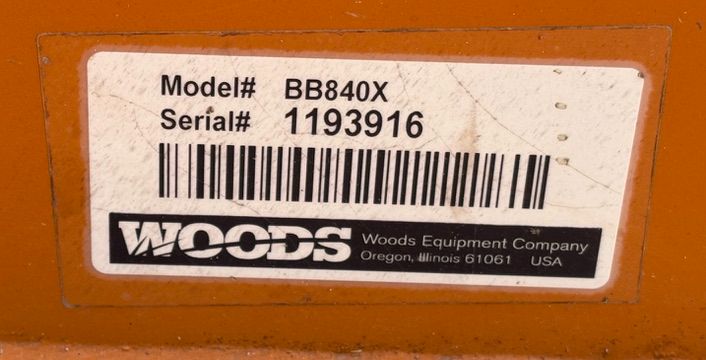 Model# BB840X
Serial# 1193916
WOODS Woods Equipment Company
Oregon, Illinois 61061 USA